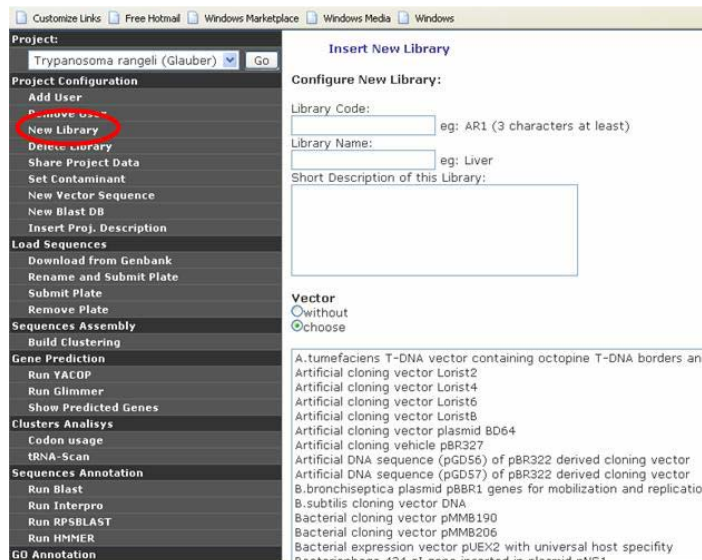 Customize Links Free Hotmail Windows Marketplace Windows Media Windows
Project:
Trypanosoma rangeli (Glauber) Go
Project Configuration
Add User
Remove User
New Library
Delete Library
Share Project Data
Set Contaminant
New Vector Sequence
New Blast DB
Insert Proj. Description
Load Sequences
Download from Genbank
Rename and Submit Plate
Submit Plate
Remove Plate
Sequences Assembly
Build Clustering
Gene Prediction
Run YACOP
Run Glimmer
Show Predicted Genes
Clusters Analisys
Codon usage
tRNA-Scan
Sequences Annotation
Run Blast
Run Interpro
Run RPSBLAST
Run HMMER
GO Annotation
Insert New Library
Configure New Library:
Library Code:
eg: AR1 (3 characters at least)
Library Name:
eg: Liver
Short Description of this Library:
Vector
without
choose
A.tumefaciens T-DNA vector containing octopine T-DNA borders an
Artificial cloning vector Lorist2
Artificial cloning vector Lorist4
Artificial cloning vector Lorist6
Artificial cloning vector LoristB
Artificial cloning vector plasmid BD64
Artificial cloning vehicle pBR327
Artificial DNA sequence (pGD56) of pBR322 derived cloning vector
Artificial DNA sequence (pGD57) of pBR322 derived cloning vector
B.bronchiseptica plasmid pBBR1 genes for mobilization and replicatio
B.subtilis cloning vector DNA
Bacterial cloning vector pMMB190
Bacterial cloning vector pMMB206
Bacterial expression vector pUEX2 with universal host specifity